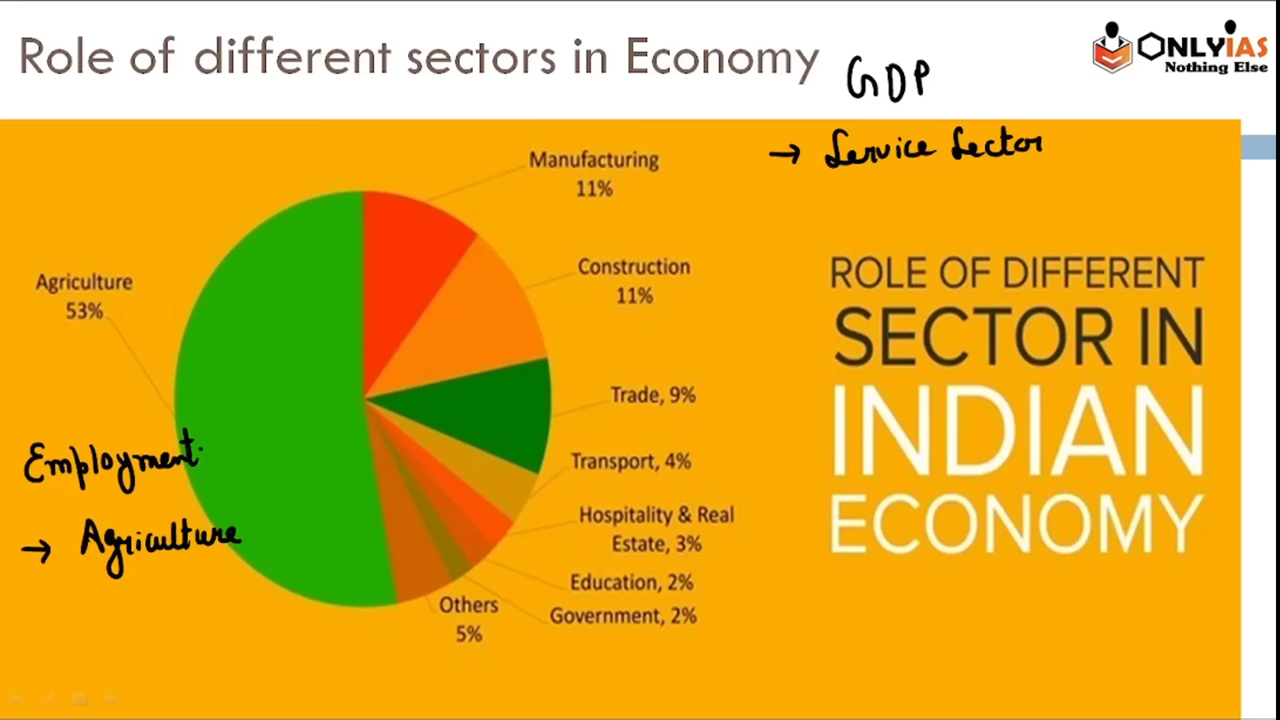 Role of different sectors in Economy
ONLYIAS
Nothing Else
GDP
→ Service Sector
Manufacturing
11%
Construction
11%
Agriculture
53%
Trade, 9%
Transport, 4%
Hospitality & Real
Estate, 3%
Education, 2%
Government, 2%
Others
5%
Employment
→ Agriculture
ROLE OF DIFFERENT
SECTOR IN
INDIAN
ECONOMY